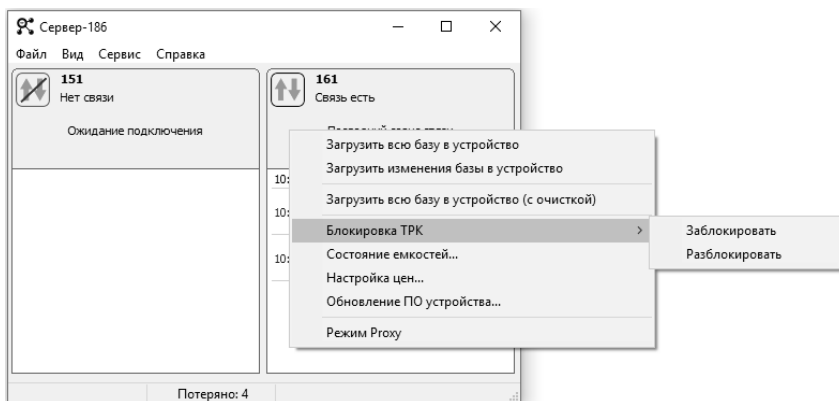 Сервер-186
Файл Вид Сервис Справка
151
Нет связи
Ожидание подключения
161
Связь есть
10:
10:
10:
Загрузить всю базу в устройство
Загрузить изменения базы в устройство
Загрузить всю базу в устройство (с очисткой)
Блокировка ТРК
Состояние емкостей...
Настройка цен...
Обновление ПО устройства...
Режим Proxy
Заблокировать
Разблокировать
Потеряно: 4